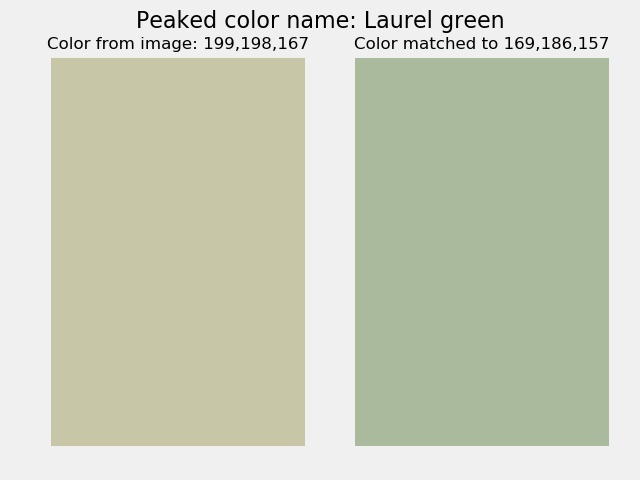 Peaked color name: Laurel green
Color from image: 199,198,167
Color matched to 169,186,157